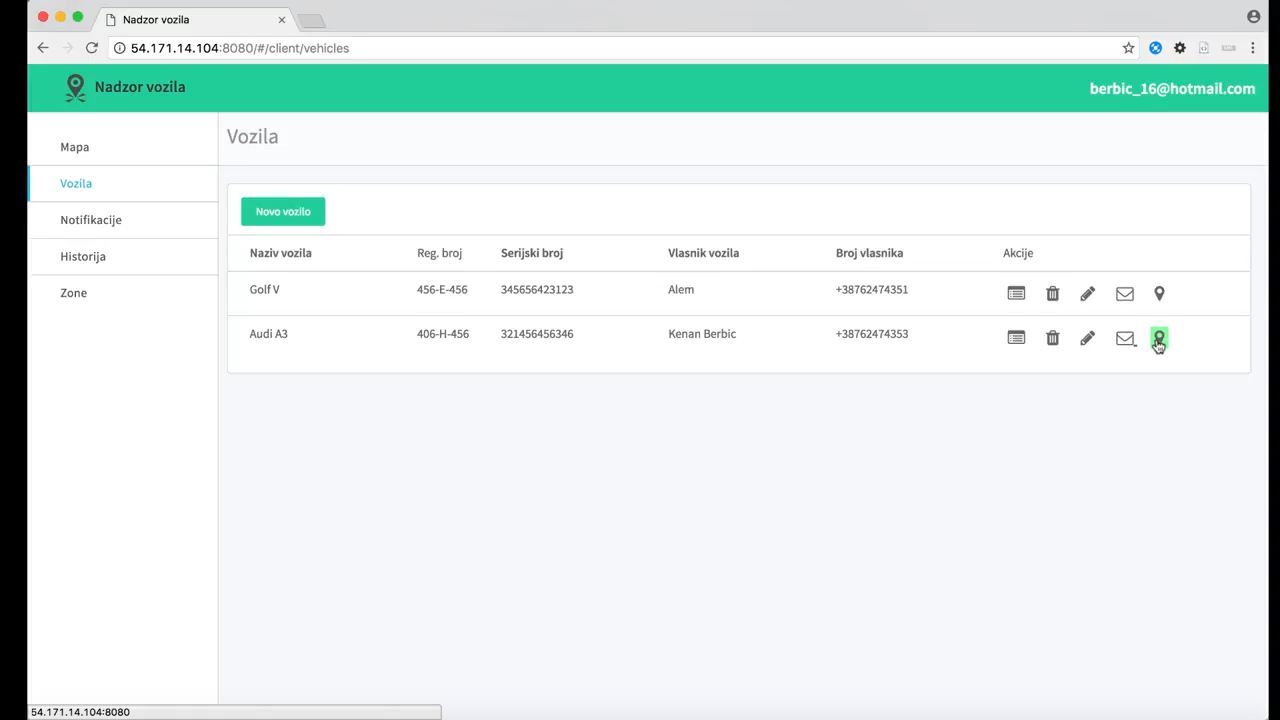 Nadzor vozila
54.171.14.104:8080/#/client/vehicles
Nadzor vozila
berbic_16@hotmail.com
Mapa
Vozila
Notifikacije
Historija
Zone
Vozila
Novo vozilo
Naziv vozila Reg. broj Serijski broj Vlasnik vozila Broj vlasnika Akcije
Golf V 456-E-456 345656423123 Alem +38762474351
Audi A3 406-H-456 321456456346 Kenan Berbic +38762474353
54.171.14.104:8080